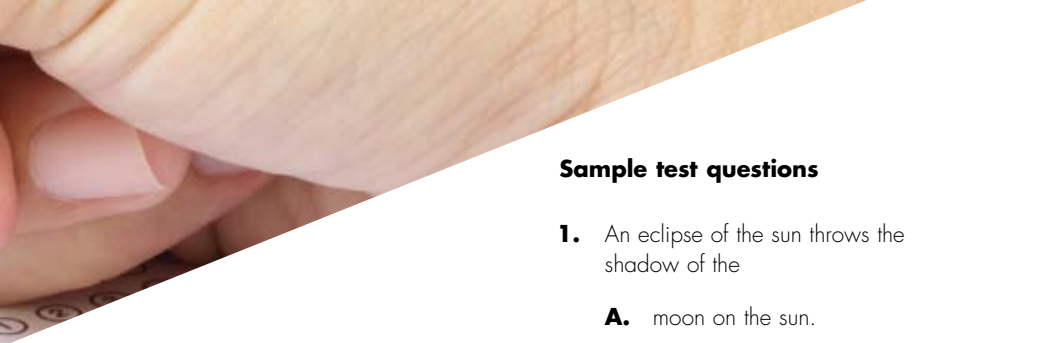 Sample test questions
1. An eclipse of the sun throws the
shadow of the
A. moon on the sun.